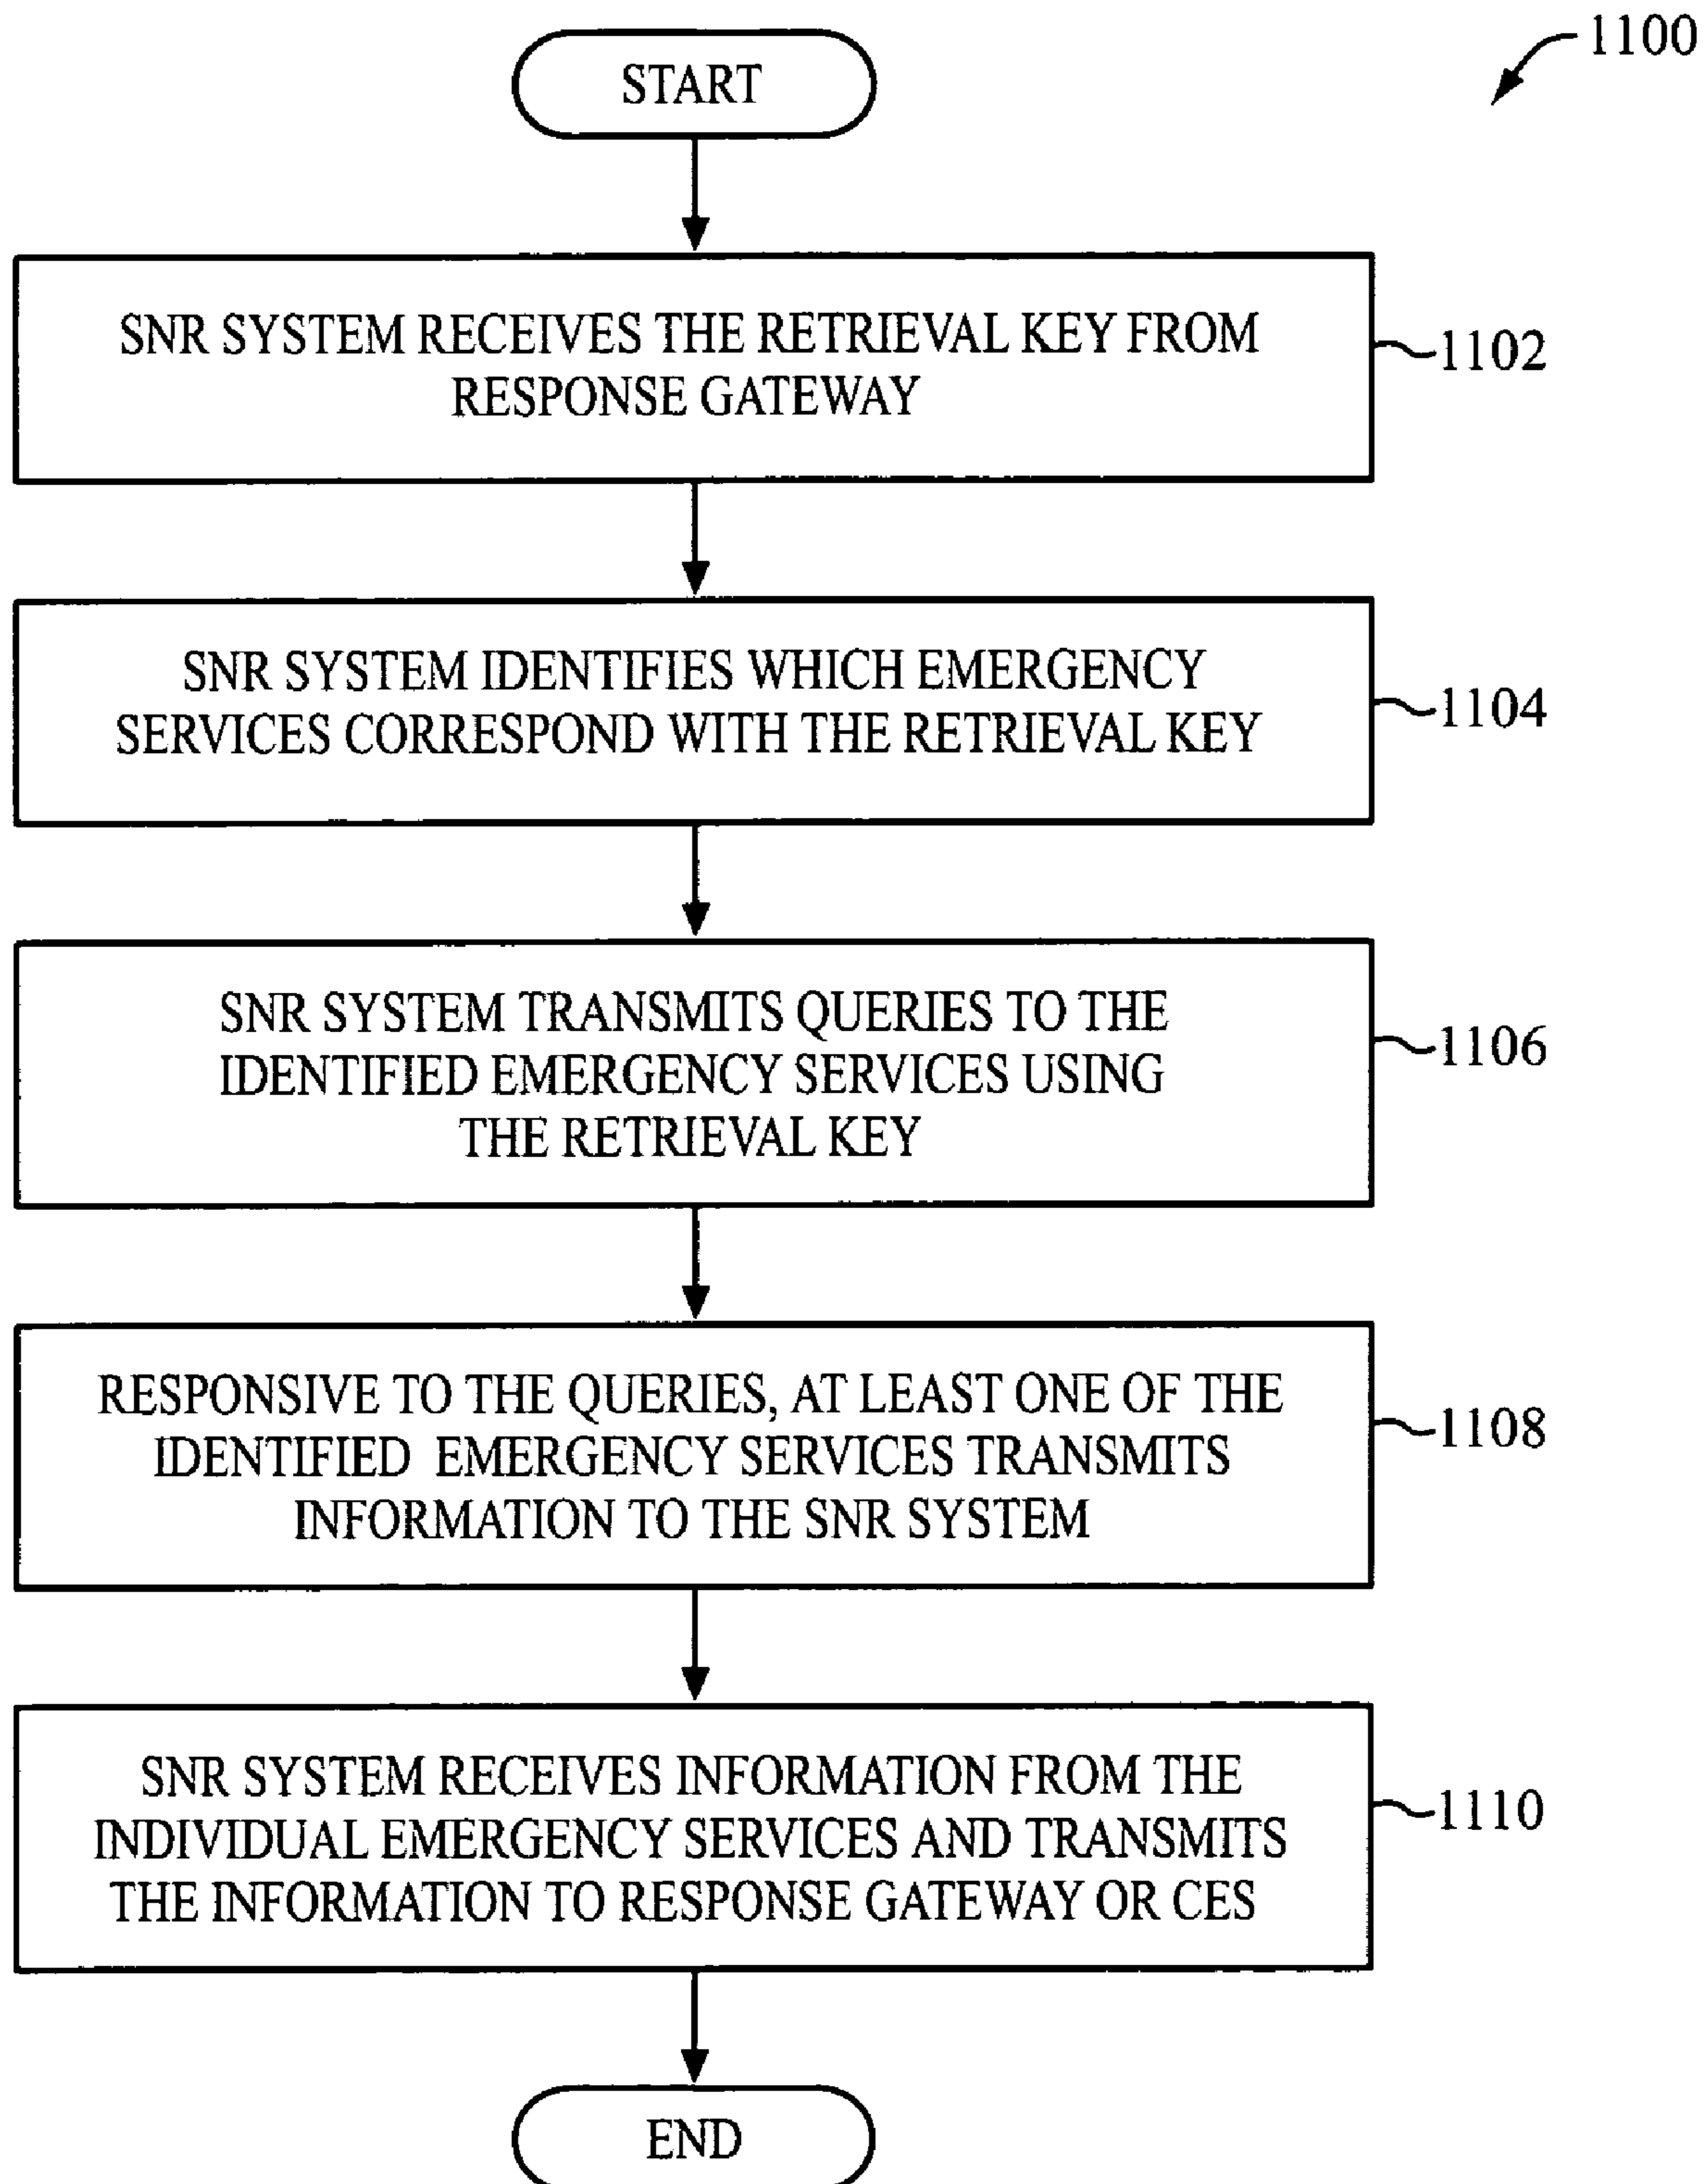 1100
START
SNR SYSTEM RECEIVES THE RETRIEVAL KEY FROM
RESPONSE GATEWAY
1102
SNR SYSTEM IDENTIFIES WHICH EMERGENCY
SERVICES CORRESPOND WITH THE RETRIEVAL KEY
1104
SNR SYSTEM TRANSMITS QUERIES TO THE
IDENTIFIED EMERGENCY SERVICES USING
THE RETRIEVAL KEY
1106
RESPONSIVE TO THE QUERIES, AT LEAST ONE OF THE
IDENTIFIED EMERGENCY SERVICES TRANSMITS
INFORMATION TO THE SNR SYSTEM
1108
SNR SYSTEM RECEIVES INFORMATION FROM THE
INDIVIDUAL EMERGENCY SERVICES AND TRANSMITS
THE INFORMATION TO RESPONSE GATEWAY OR CES
1110
END